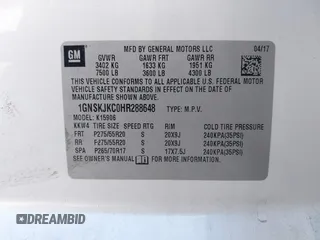 GM
MFD BY GENERAL MOTORS LLC 04/17
GVWR GAWR FRT GAWR RR
3402 KG 1633 KG 1951 KG
7500 LB 3600 LB 4300 LB
THIS VEHICLE CONFORMS TO ALL APPLICABLE U.S. FEDERAL MOTOR
VEHICLE SAFETY AND THEFT PREVENTION STANDARDS IN EFFECT
ON THE DATE OF MANUFACTURE SHOWN ABOVE.
1GNSKJKC0HR288648 TYPE: M.P.V.
MODEL: K15906
KKW4 TIRE SIZE SPEED RTG RIM COLD TIRE PRESSURE
FRT P275/55R20 S 20X9J 240KPA(35PSI)
RR P275/55R20 S 20X9J 240KPA(35PSI)
SPA P265/70R17 S 17X7.5J 240KPA(35PSI)
SEE OWNER'S MANUAL FOR MORE INFORMATION.
DREAMBID